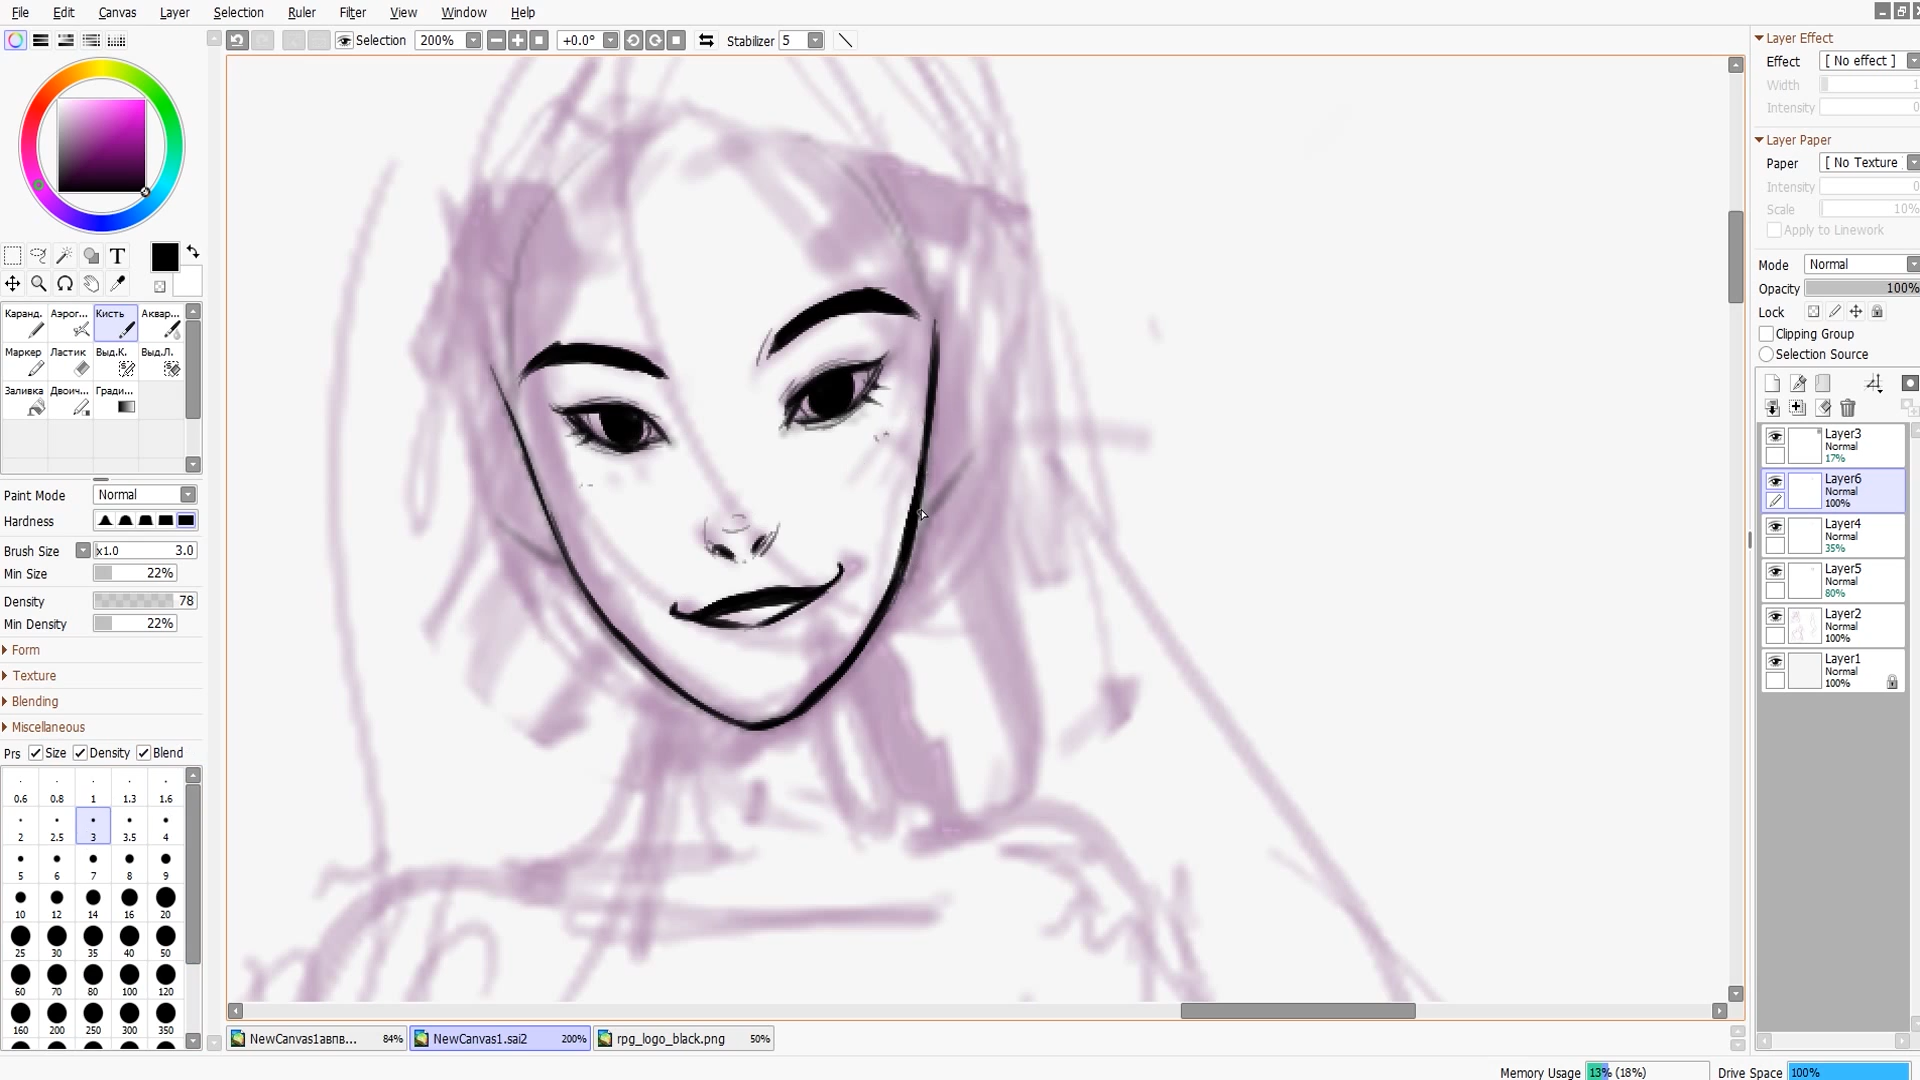 File Edit Canvas Layer Selection Ruler Filter View Window Help
Selection 200% +0.0° Stabilizer 5
Layer Effect
Effect [ No effect ]
Width 1
Intensity 0
Layer Paper
Paper [ No Texture
Intensity 0
Scale 10%
Apply to Linework
Mode Normal
Opacity 100%
Lock
Clipping Group
Selection Source
Layer3
Normal
17%
Layer6
Normal
100%
Layer4
Normal
35%
Layer5
Normal
80%
Layer2
Normal
100%
Layer1
Normal
100%
T
Каранд. Аэрог... Кисть Аквар...
Маркер Ластик Выд.К. Выд.Л.
Заливка Двоич... Гради...
Paint Mode Normal
Hardness
Brush Size x1.0 3.0
Min Size 22%
Density 78
Min Density 22%
Form
Texture
Blending
Miscellaneous
Prs Size Density Blend
0.6 0.8 1 1.3 1.6
2 2.5 3 3.5 4
5 6 7 8 9
10 12 14 16 20
25 30 35 40 50
60 70 80 100 120
160 200 250 300 350
NewCanvas1авпв... 84% NewCanvas1.sai2 200% rpg_logo_black.png 50%
Memory Usage 13% (18%) Drive Space 100%